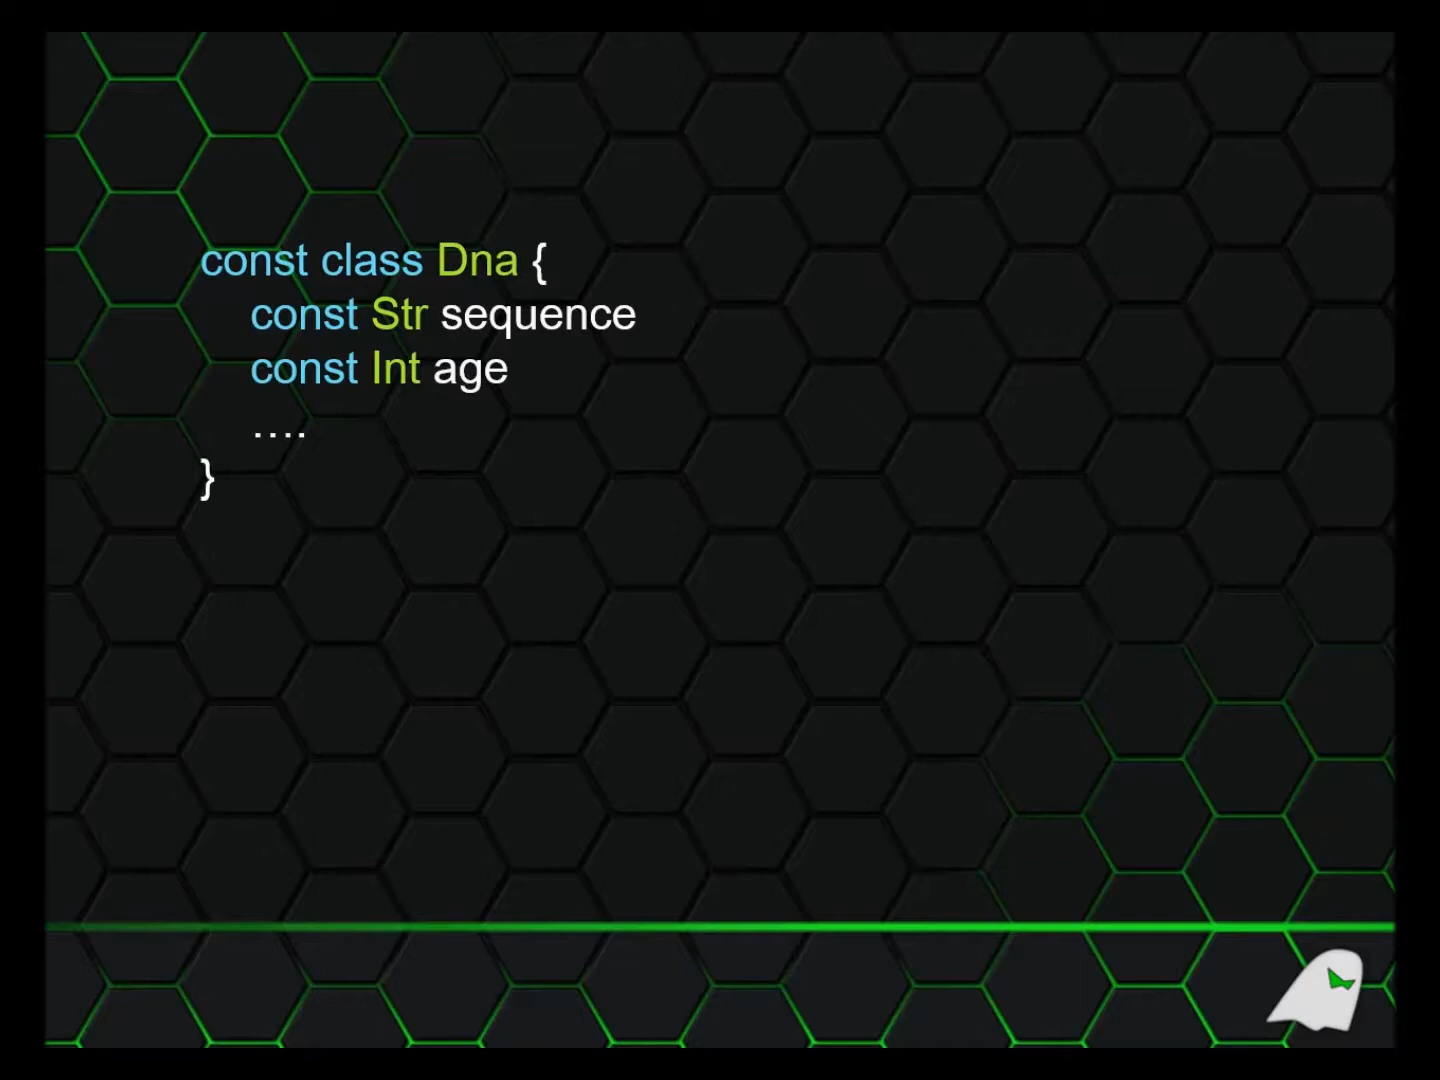 const class Dna {
const Str sequence
const Int age
....
}